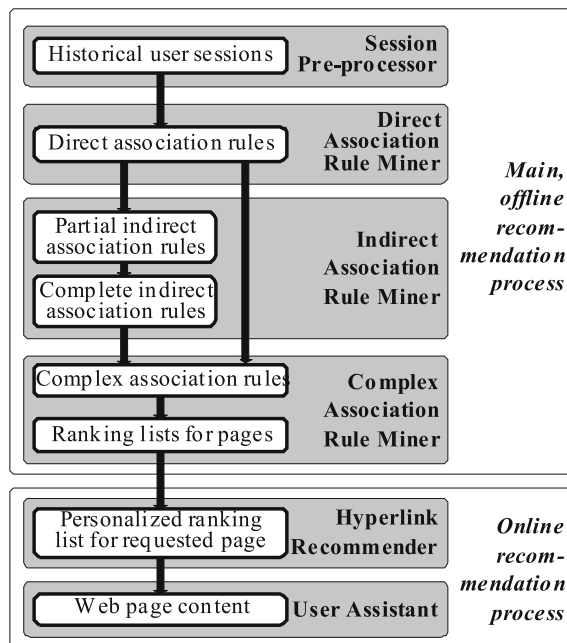 Historical user sessions
Session
Pre-processor
Direct association rules
Direct
Association
Rule Miner
Partial indirect
association rules
Complete indirect
association rules
Indirect
Association
Rule Miner
Complex association rules
Ranking lists for pages
Complex
Association
Rule Miner
Main,
offline
recom-
mendation
process
Personalized ranking
list for requested page
Hyperlink
Recommender
Web page content
User Assistant
Online
recom-
mendation
process